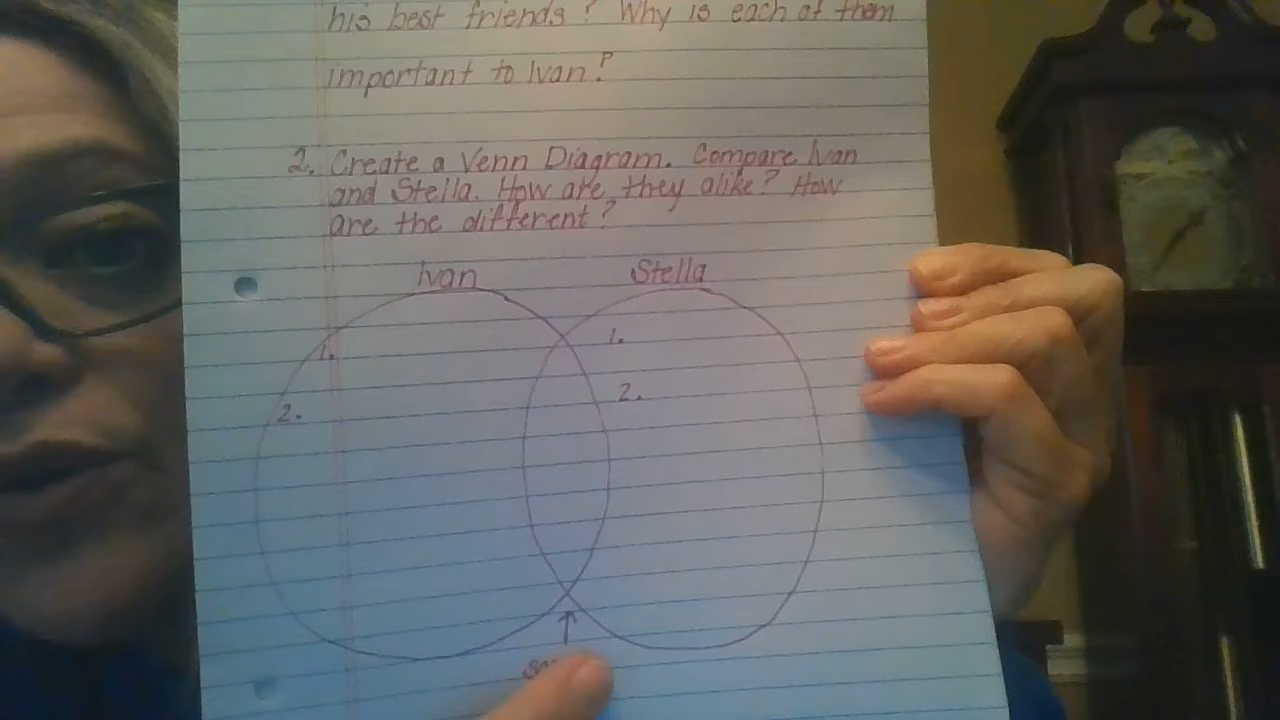 his best friends? Why is each of them
important to Ivan?
2. Create a Venn Diagram. Compare Ivan
and Stella. How are they alike? How
are the different?
Ivan Stella
1. 1.
2. 2.